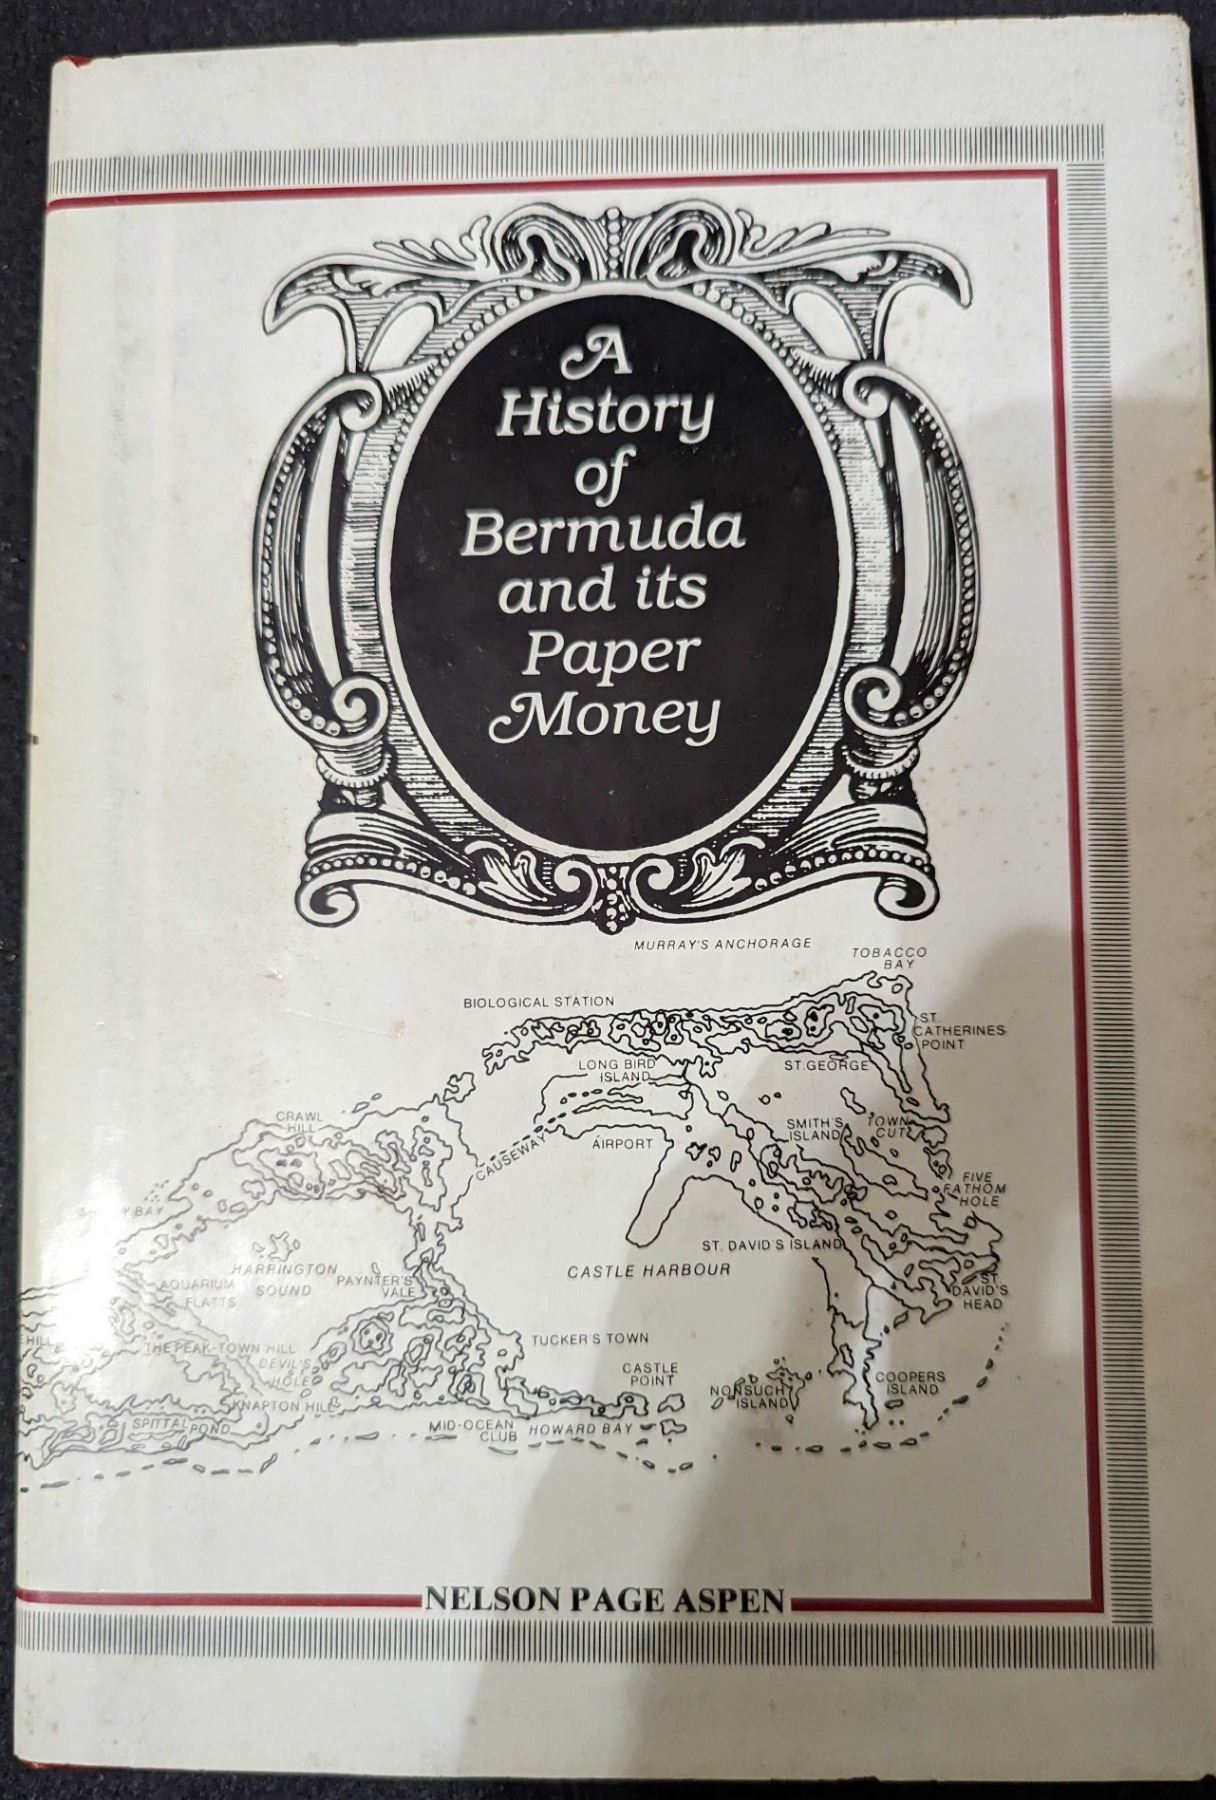 A
History
of
Bermuda
and its
Paper
Money
MURRAY'S ANCHORAGE
TOBACCO
BAY
BIOLOGICAL STATION
ST.
CATHERINES
POINT
LONG BIRD
ISLAND
ST.GEORGE
CRAWL
HILL
SMITH'S
ISLAND
TOWN
CUT
CAUSEWAY
AIRPORT
FIVE
FATHOM
HOLE
BAY
ST. DAVID'S ISLAND
HARRINGTON
SOUND
CASTLE HARBOUR
AQUARIUM
FLATTS
PAYNTER'S
VALE
ST.
DAVID'S
HEAD
HILL
THE PEAK-TOWN HILL
TUCKER'S TOWN
DEVIL'S
HOLE
CASTLE
POINT
NONSUCH
ISLAND
COOPERS
ISLAND
KNAPTON HILL
SPITTAL POND
MID-OCEAN
CLUB
HOWARD BAY
NELSON PAGE ASPEN